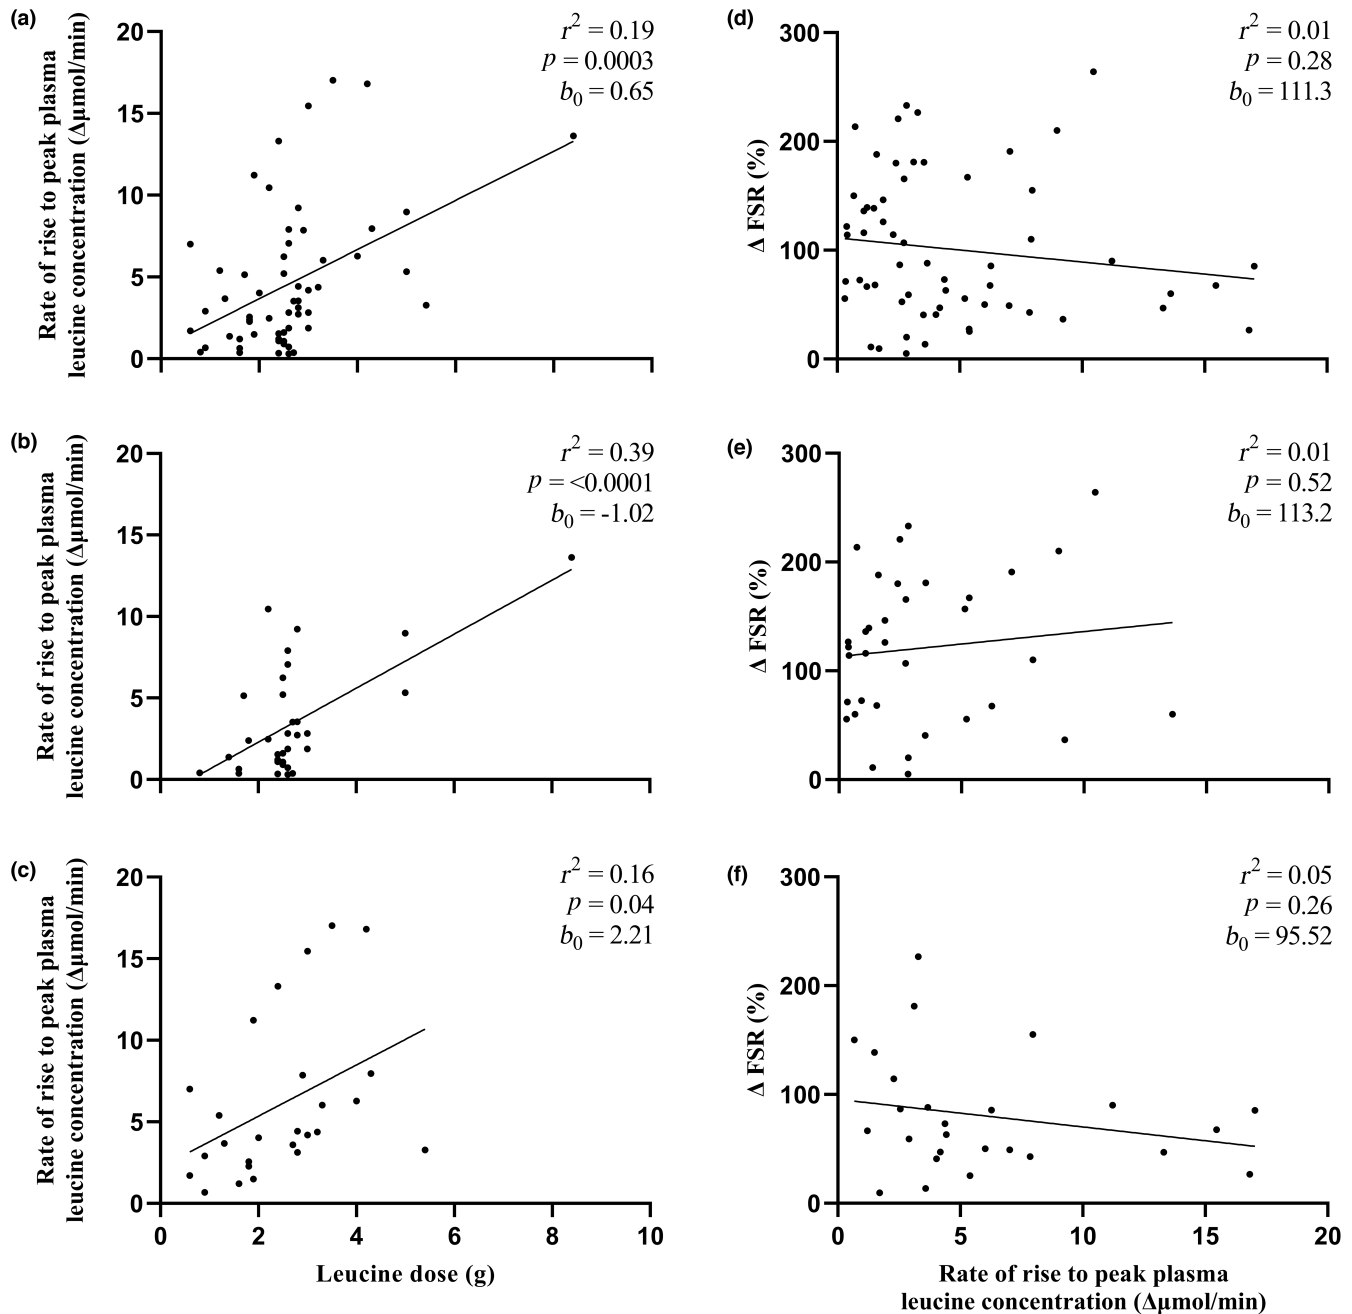 (a)
Rate of rise to peak plasma
leucine concentration (Δµmol/min)
20
15
10
5
0
r² = 0.19
p = 0.0003
b₀ = 0.65
(d)
Δ FSR (%)
300
200
100
0
r² = 0.01
p = 0.28
b₀ = 111.3
(b)
Rate of rise to peak plasma
leucine concentration (Δµmol/min)
20
15
10
5
0
r² = 0.39
p = <0.0001
b₀ = -1.02
(e)
Δ FSR (%)
300
200
100
0
r² = 0.01
p = 0.52
b₀ = 113.2
(c)
Rate of rise to peak plasma
leucine concentration (Δµmol/min)
20
15
10
5
0
r² = 0.16
p = 0.04
b₀ = 2.21
0 2 4 6 8 10
Leucine dose (g)
(f)
Δ FSR (%)
300
200
100
0
r² = 0.05
p = 0.26
b₀ = 95.52
0 5 10 15 20
Rate of rise to peak plasma
leucine concentration (Δµmol/min)